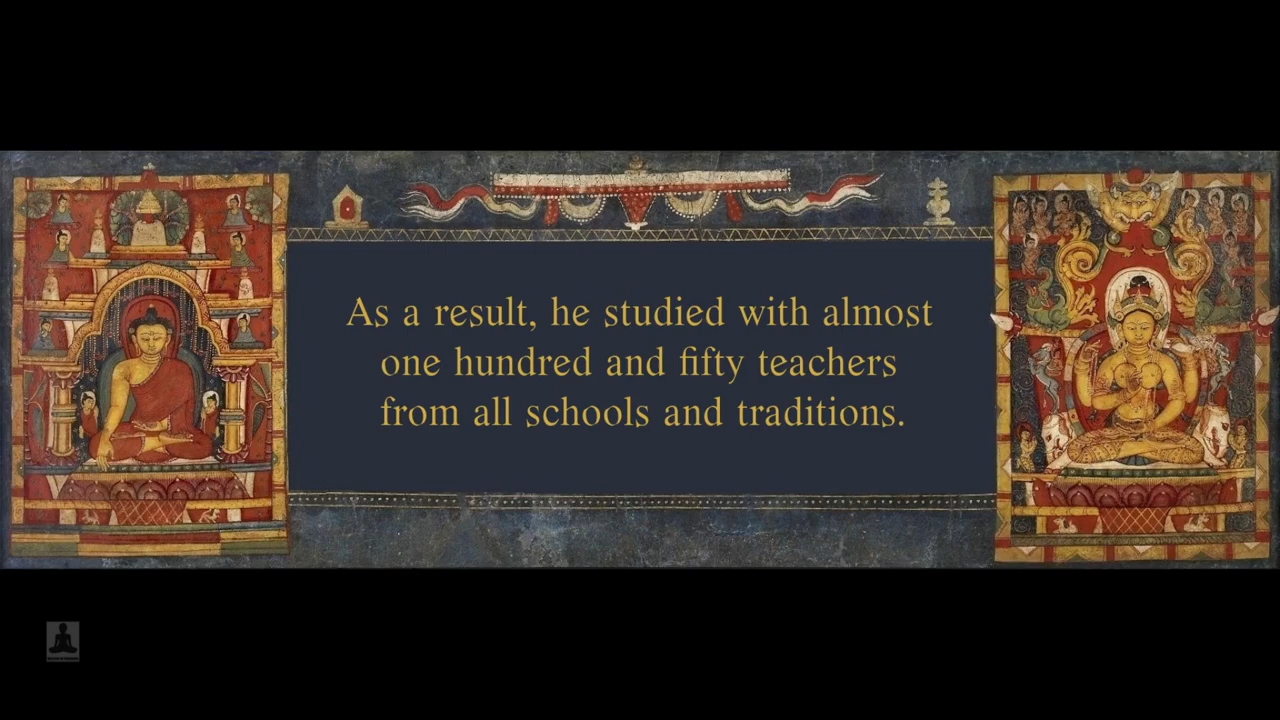 As a result, he studied with almost
one hundred and fifty teachers
from all schools and traditions.